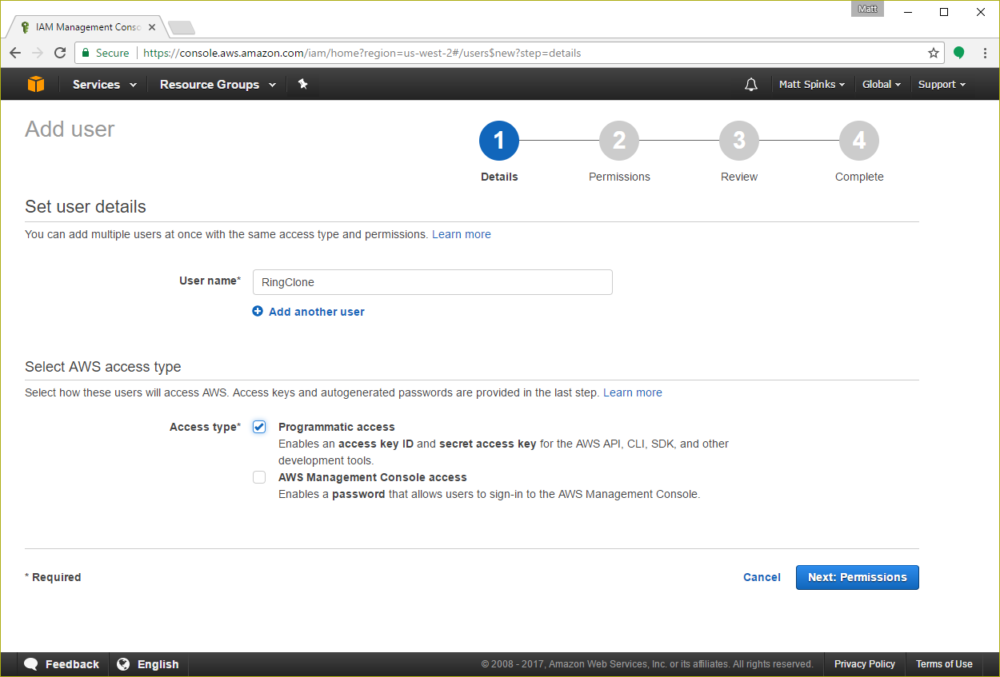 Matt
IAM Management Conso
Secure
https://console.aws.amazon.com/iam/home?region=us-west-2#/users$new?step=details
Services
Resource Groups
Matt Spinks
Global
Support
Add user
1
2
3
4
Details
Permissions
Review
Complete
Set user details
You can add multiple users at once with the same access type and permissions. Learn more
User name*
RingClone
Add another user
Select AWS access type
Select how these users will access AWS. Access keys and autogenerated passwords are provided in the last step. Learn more
Access type*
Programmatic access
Enables an access key ID and secret access key for the AWS API, CLI, SDK, and other
development tools.
AWS Management Console access
Enables a password that allows users to sign-in to the AWS Management Console.
* Required
Cancel
Next: Permissions
Feedback
English
© 2008 - 2017, Amazon Web Services, Inc. or its affiliates. All rights reserved.
Privacy Policy
Terms of Use